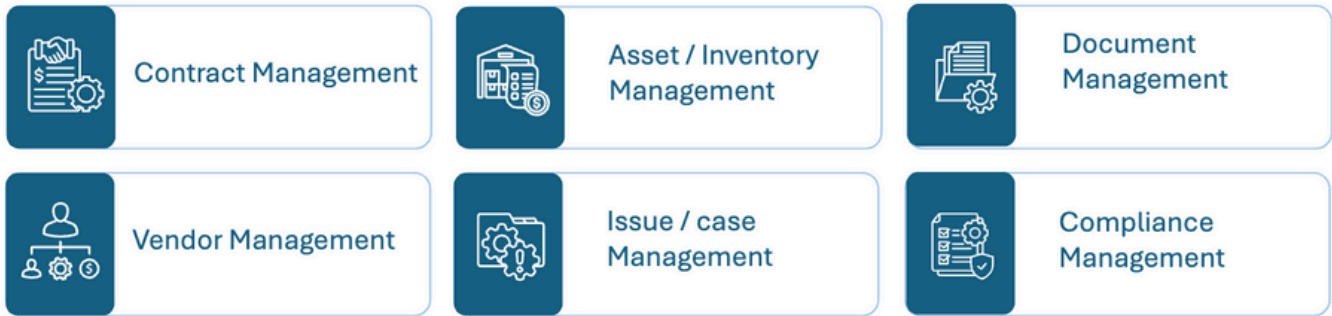 Contract Management
Asset / Inventory
Management
Document
Management
Vendor Management
Issue / case
Management
Compliance
Management